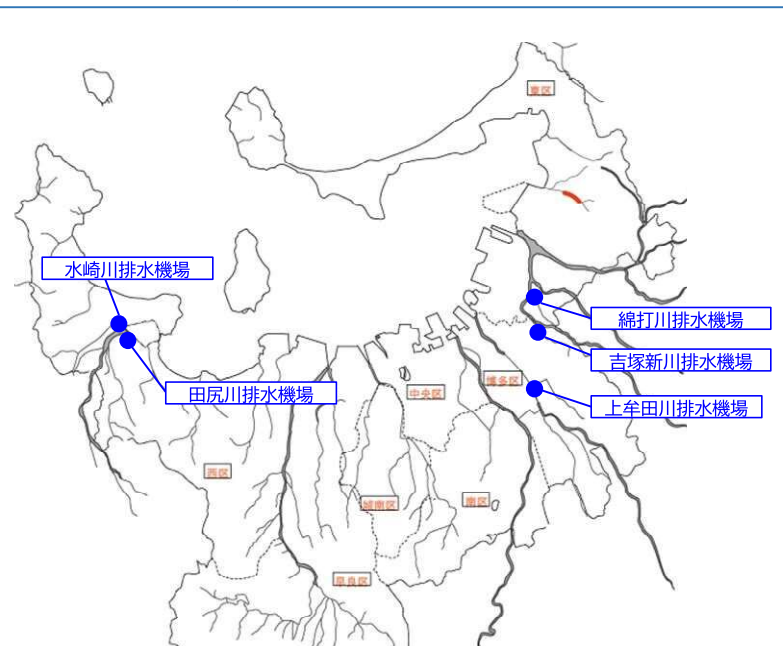 東区
水崎川排水機場
綿打川排水機場
吉塚新川排水機場
田尻川排水機場
博多区
中央区
上牟田川排水機場
西区
城南区
南区
早良区